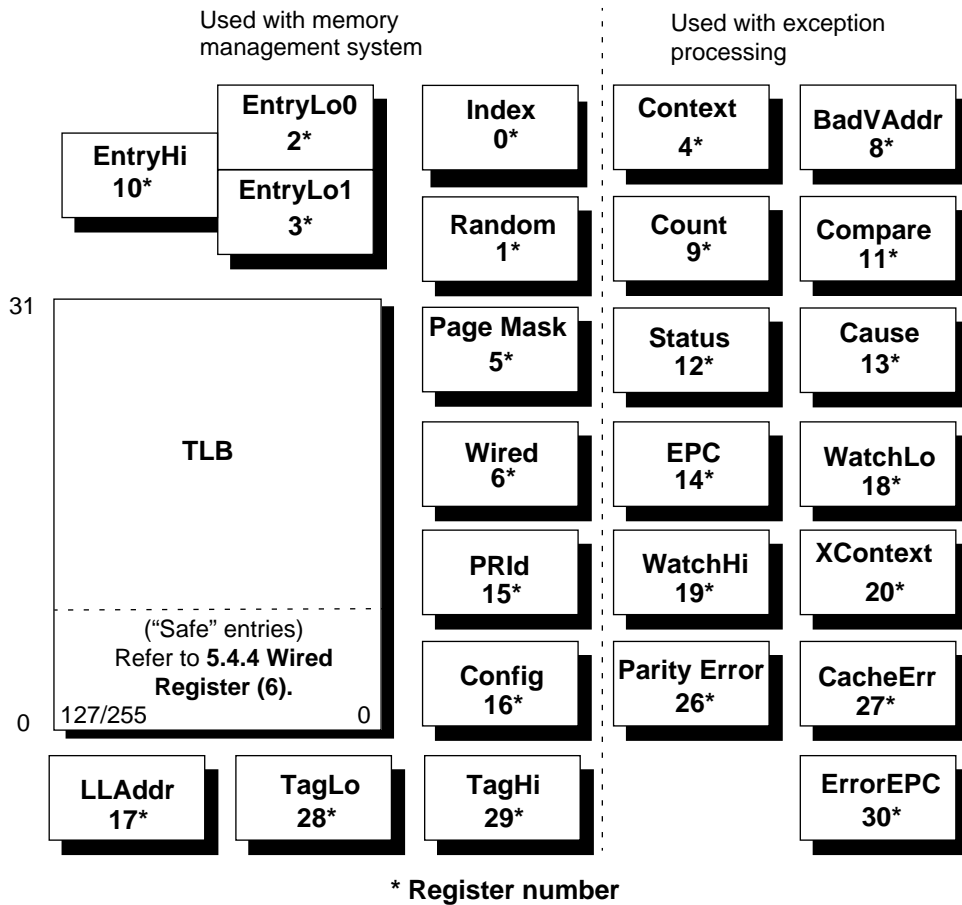 Used with memory
management system
Used with exception
processing
EntryLo0
2*
EntryHi
10*
EntryLo1
3*
Index
0*
Context
4*
BadVAddr
8*
Random
1*
Count
9*
Compare
11*
31
TLB
Page Mask
5*
Status
12*
Cause
13*
Wired
6*
EPC
14*
WatchLo
18*
PRId
15*
WatchHi
19*
XContext
20*
(“Safe” entries)
Refer to 5.4.4 Wired
Register (6).
0
127/255
0
Config
16*
Parity Error
26*
CacheErr
27*
LLAddr
17*
TagLo
28*
TagHi
29*
ErrorEPC
30*
* Register number